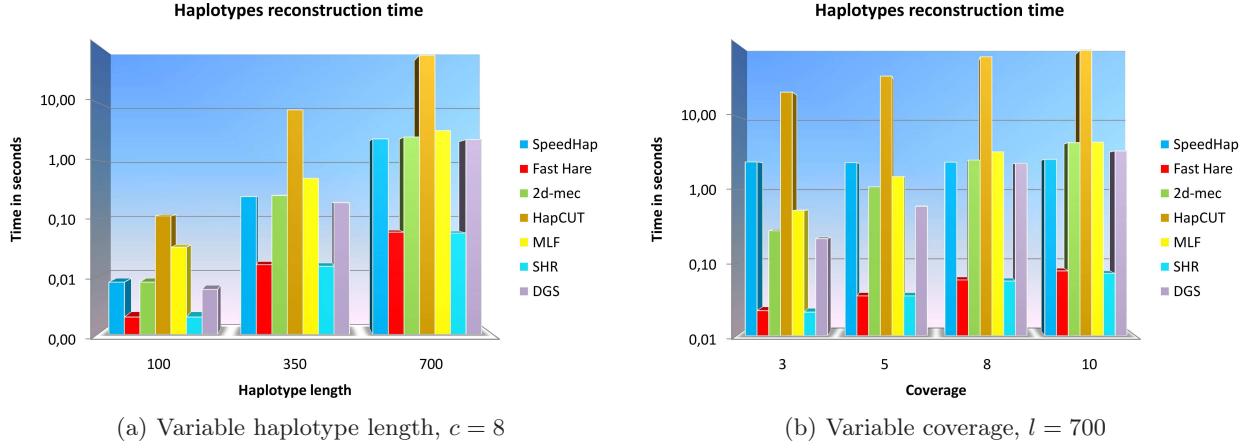 Haplotypes reconstruction time
Time in seconds
10,00
1,00
0,10
0,01
0,00
100
350
700
Haplotype length
SpeedHap
Fast Hare
2d-mec
HapCUT
MLF
SHR
DGS
(a) Variable haplotype length, c = 8
Haplotypes reconstruction time
Time in seconds
10,00
1,00
0,10
0,01
3
5
8
10
Coverage
SpeedHap
Fast Hare
2d-mec
HapCUT
MLF
SHR
DGS
(b) Variable coverage, l = 700